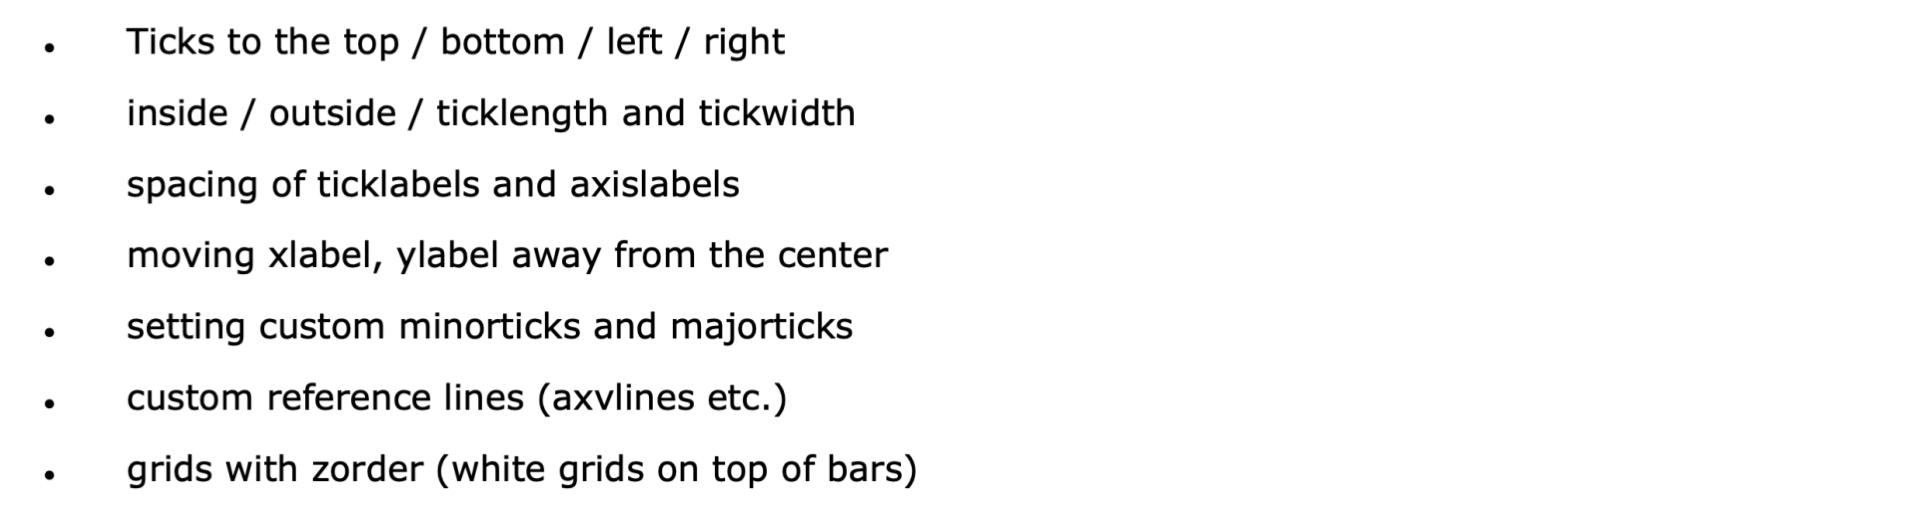 • Ticks to the top / bottom / left / right
• inside / outside / ticklength and tickwidth
• spacing of ticklabels and axislabels
• moving xlabel, ylabel away from the center
• setting custom minorticks and majorticks
• custom reference lines (axvlines etc.)
• grids with zorder (white grids on top of bars)